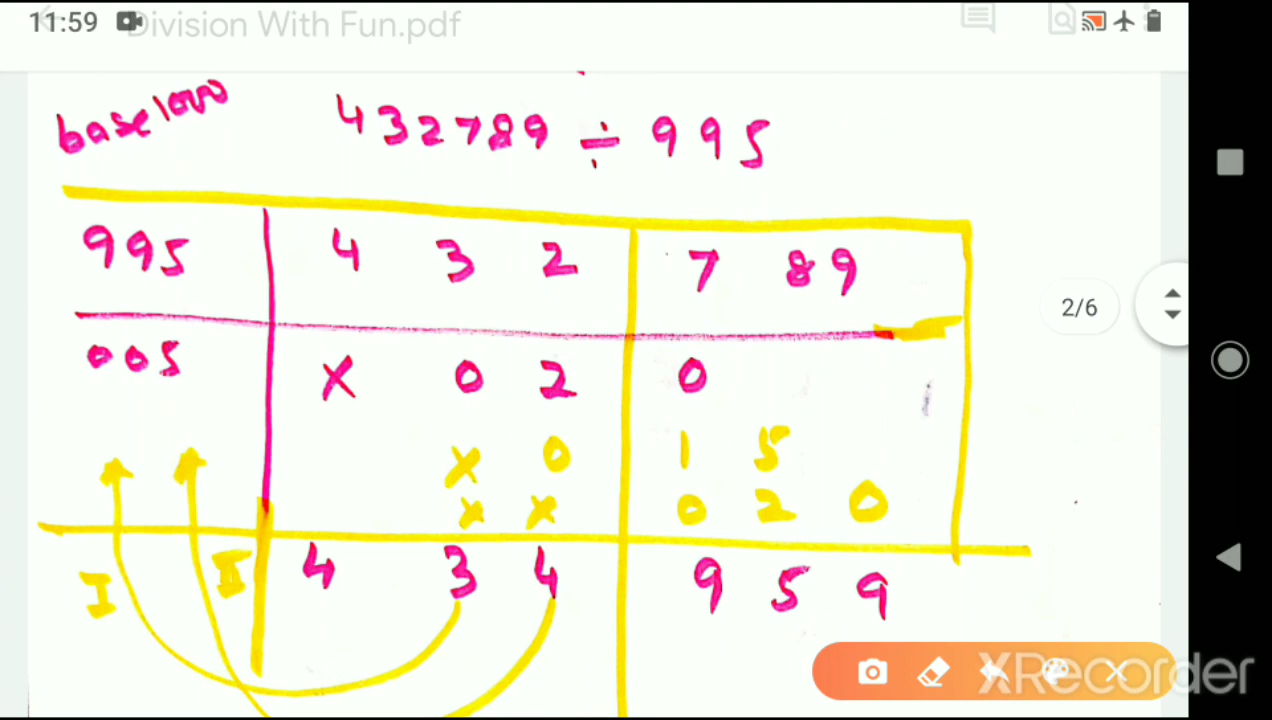 11:59
Division With Fun.pdf
base 1000 432789 ÷ 995
995 4 3 2 7 8 9
005 x 0 2 0
x 0 1 5
x x 0 2 0
I II 4 3 4 9 5 9
2/6
XRecorder